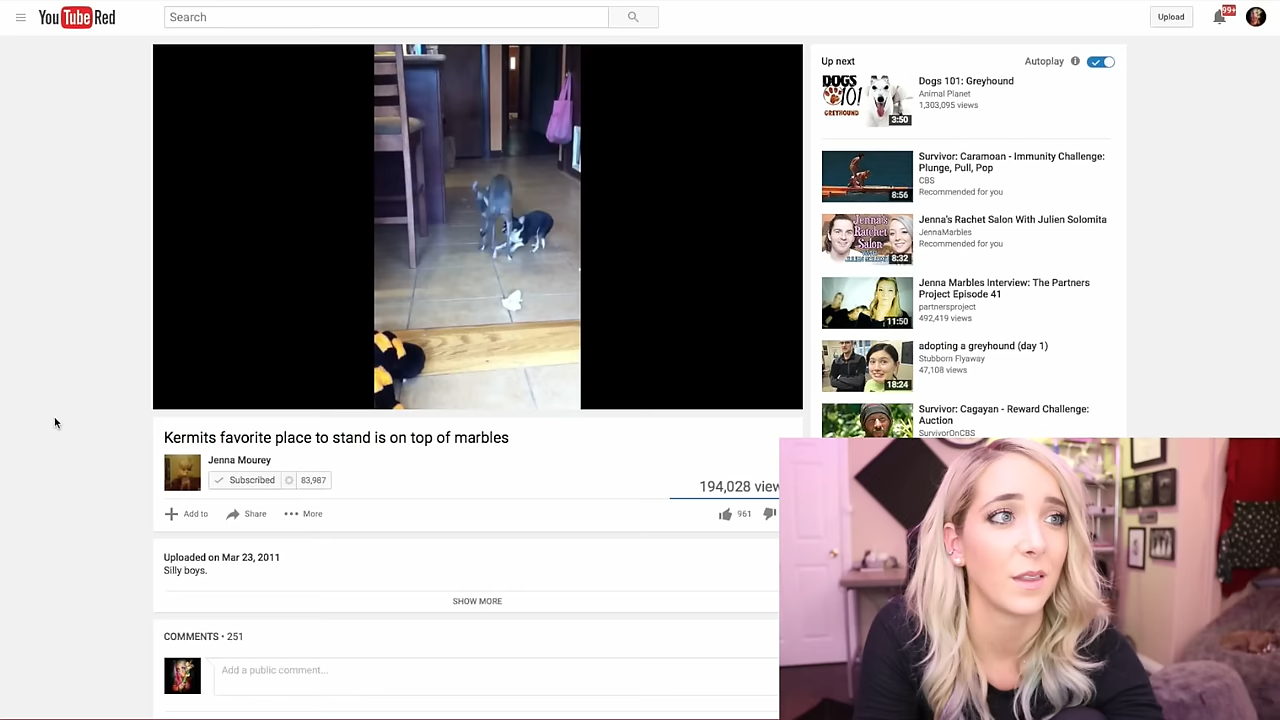 YouTube Red
Search
Upload
99+
Up next
Autoplay
DOGS
101!
GREYHOUND
3:50
Dogs 101: Greyhound
Animal Planet
1,303,095 views
8:56
Survivor: Caramoan - Immunity Challenge:
Plunge, Pull, Pop
CBS
Recommended for you
Jenna's
Ratchet
Salon
WITH JULIEN SOLOMITA
8:32
Jenna's Rachet Salon With Julien Solomita
JennaMarbles
Recommended for you
11:50
Jenna Marbles Interview: The Partners
Project Episode 41
partnersproject
492,419 views
18:24
adopting a greyhound (day 1)
Stubborn Flyaway
47,108 views
Survivor: Cagayan - Reward Challenge:
Auction
SurvivorOnCBS
Kermits favorite place to stand is on top of marbles
Jenna Mourey
Subscribed 83,987
194,028 view
Add to Share More
961
Uploaded on Mar 23, 2011
Silly boys.
SHOW MORE
COMMENTS • 251
Add a public comment...